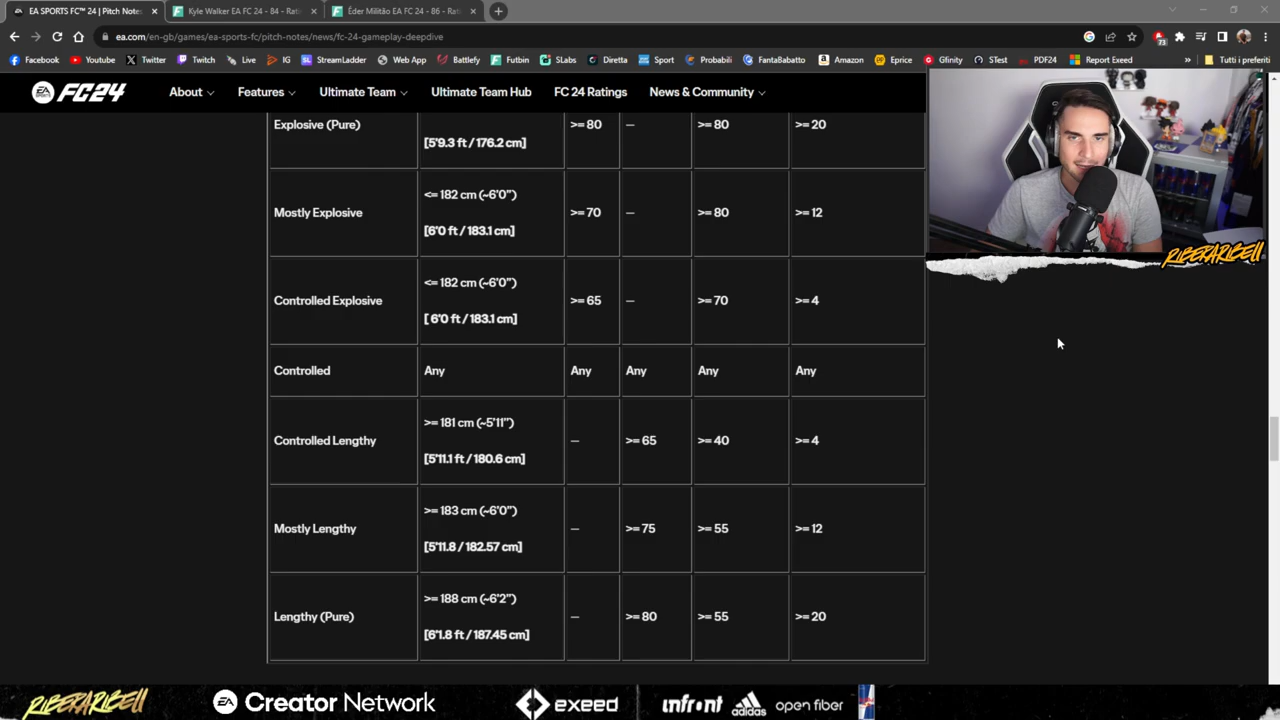 EA SPORTS FC™ 24 | Pitch Notes
Kyle Walker EA FC 24 - 84 - Rati
Éder Militão EA FC 24 - 86 - Rat
ea.com/en-gb/games/ea-sports-fc/pitch-notes/news/fc-24-gameplay-deepdive
73
Facebook Youtube Twitter Twitch Live IG StreamLadder Web App Battlefy Futbin SLabs Diretta Sport Probabili FantaBabatto Amazon Eprice Gfinity STest PDF24 Report Exeed » Tutti i preferiti
EA SPORTS FC24 About Features Ultimate Team Ultimate Team Hub FC 24 Ratings News & Community
Explosive (Pure) [5'9.3 ft / 176.2 cm] >= 80 — >= 80 >= 20
Mostly Explosive <= 182 cm (~6'0") >= 70 — >= 80 >= 12
[6'0 ft / 183.1 cm]
Controlled Explosive <= 182 cm (~6'0") >= 65 — >= 70 >= 4
[ 6'0 ft / 183.1 cm]
Controlled Any Any Any Any Any
Controlled Lengthy >= 181 cm (~5'11") — >= 65 >= 40 >= 4
[5'11.1 ft / 180.6 cm]
Mostly Lengthy >= 183 cm (~6'0") — >= 75 >= 55 >= 12
[5'11.8 / 182.57 cm]
Lengthy (Pure) >= 188 cm (~6'2") — >= 80 >= 55 >= 20
[6'1.8 ft / 187.45 cm]
RIBERARIBELL
RIBERARIBELL EA SPORTS Creator Network exeed infront adidas open fiber